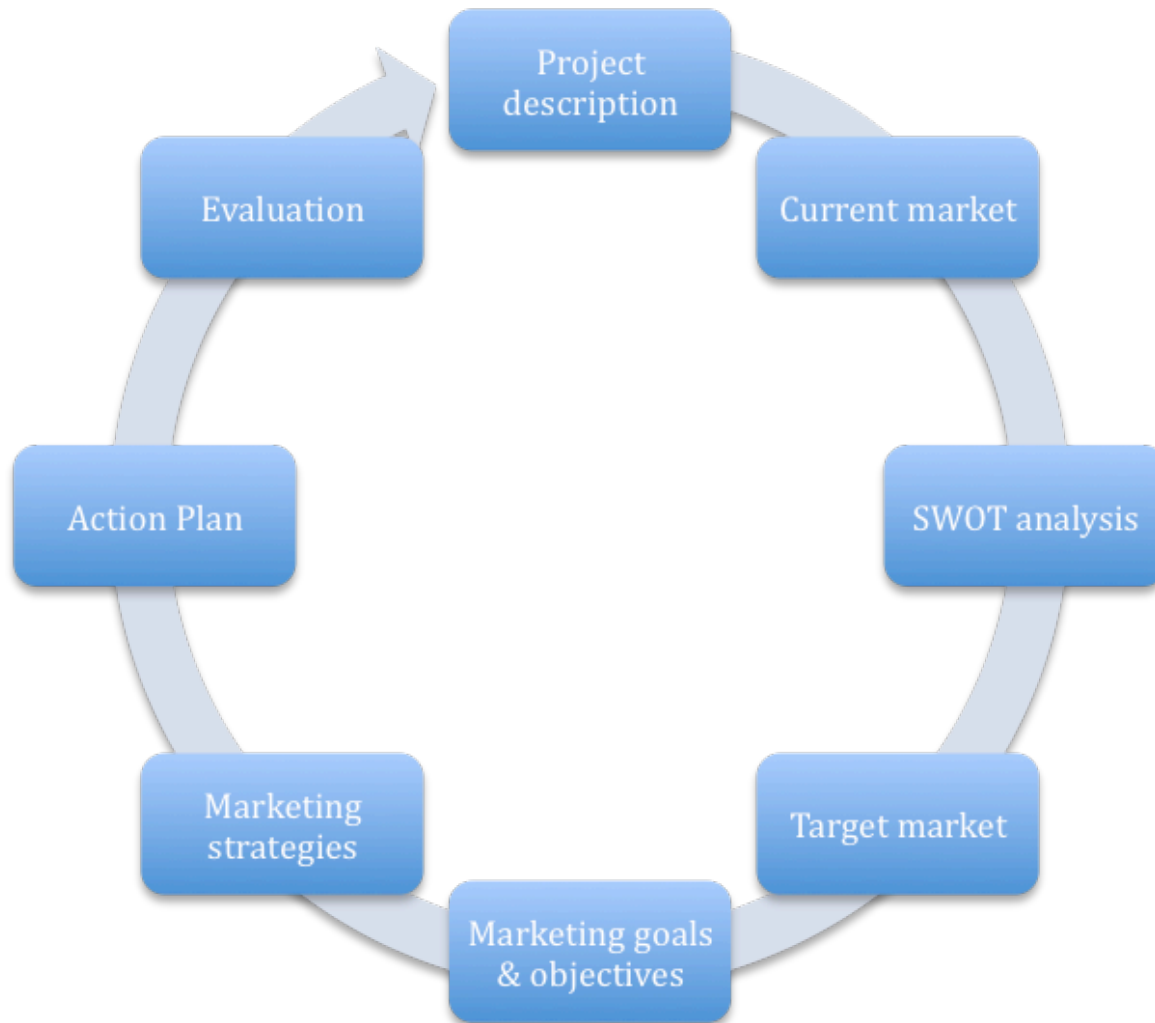 Project
description
Current market
SWOT analysis
Target market
Marketing goals
& objectives
Marketing
strategies
Action Plan
Evaluation